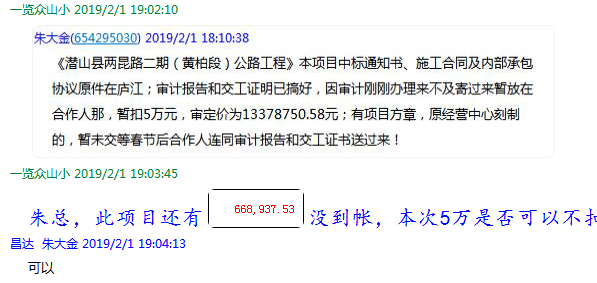 一览众山小 2019/2/1 19:02:10
朱大金(654295030) 2019/2/1 18:10:38
《潜山县两昆路二期（黄柏段）公路工程》本项目中标通知书、施工合同及内部承包
协议原件在庐江；审计报告和交工证明已搞好，因审计刚刚办理来不及寄过来暂放在
合作人那，暂扣5万元，审定价为13378750.58元；有项目方章，原经营中心刻制
的，暂未交等春节后合作人连同审计报告和交工证书送过来！
一览众山小 2019/2/1 19:03:45
朱总，此项目还有 668,937.53 没到帐，本次5万是否可以不扣
昌达 朱大金 2019/2/1 19:04:13
可以